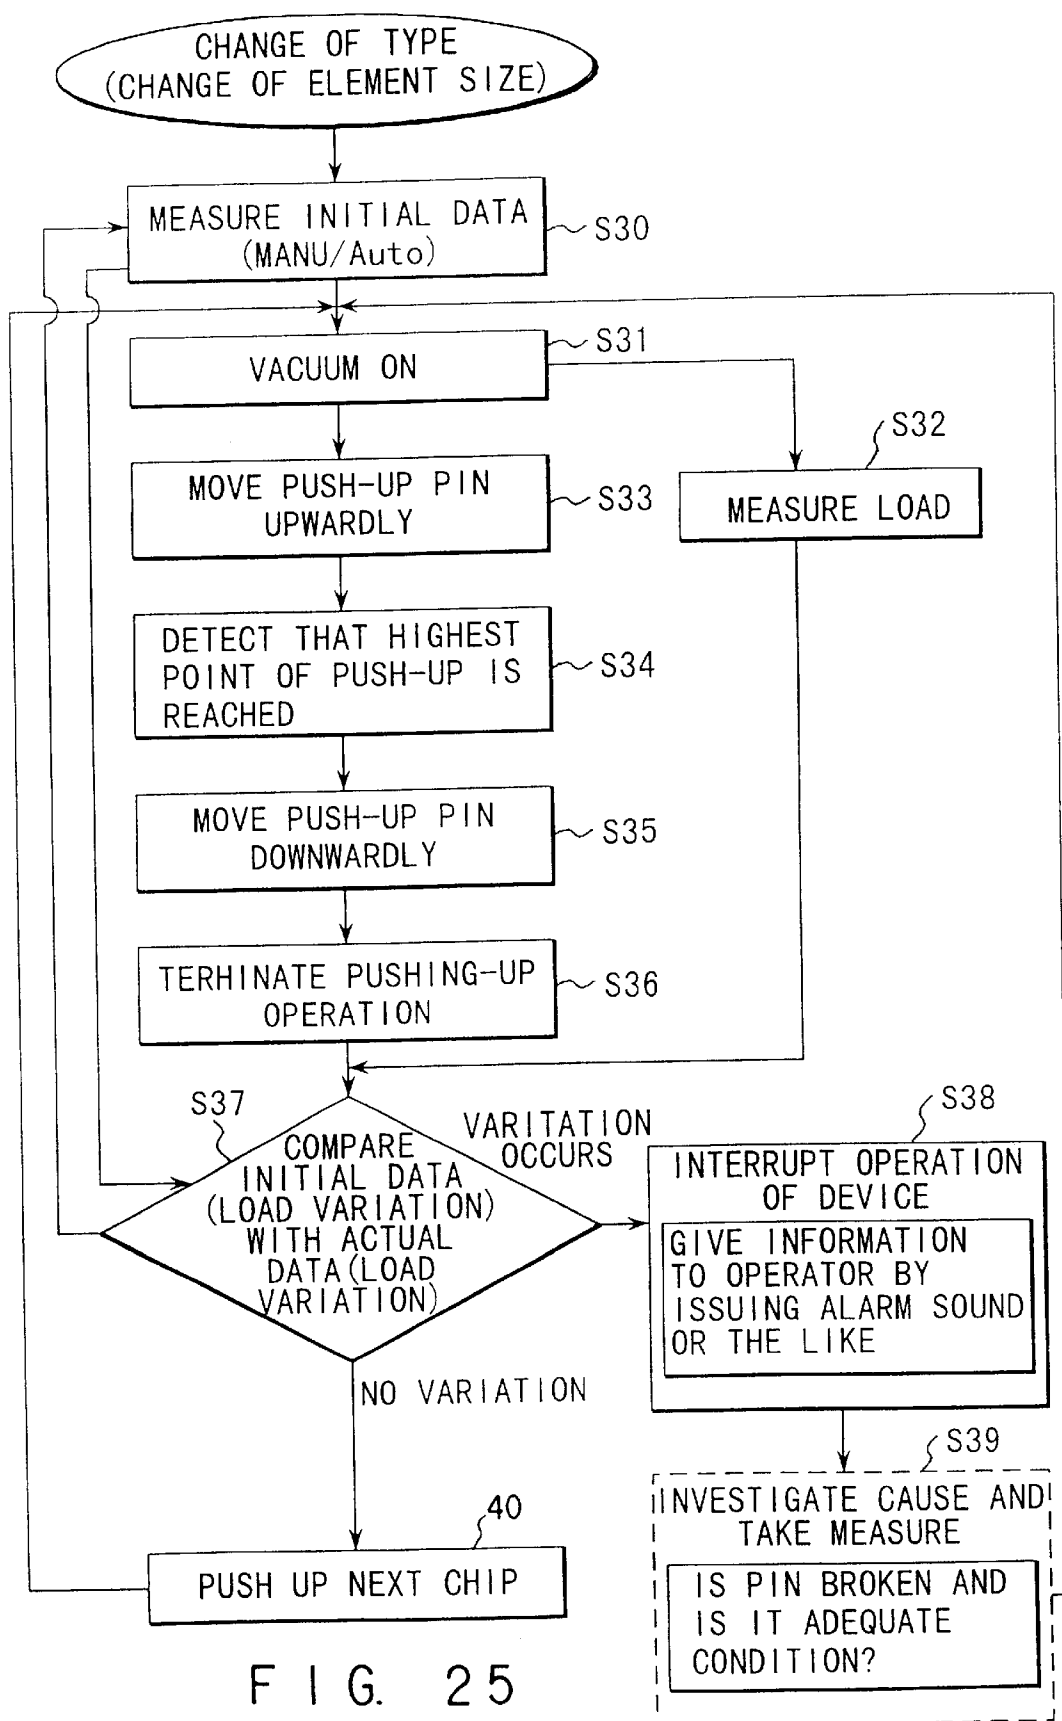 CHANGE OF TYPE
(CHANGE OF ELEMENT SIZE)
MEASURE INITIAL DATA
(MANU/Auto)
S30
VACUUM ON
S31
S32
MEASURE LOAD
MOVE PUSH-UP PIN
UPWARDLY
S33
DETECT THAT HIGHEST
POINT OF PUSH-UP IS
REACHED
S34
MOVE PUSH-UP PIN
DOWNWARDLY
S35
TERHINATE PUSHING-UP
OPERATION
S36
S37
COMPARE
INITIAL DATA
(LOAD VARIATION)
WITH ACTUAL
DATA(LOAD
VARIATION)
VARITATION
OCCURS
S38
INTERRUPT OPERATION
OF DEVICE
GIVE INFORMATION
TO OPERATOR BY
ISSUING ALARM SOUND
OR THE LIKE
NO VARIATION
S39
INVESTIGATE CAUSE AND
TAKE MEASURE
IS PIN BROKEN AND
IS IT ADEQUATE
CONDITION?
40
PUSH UP NEXT CHIP
FIG. 25